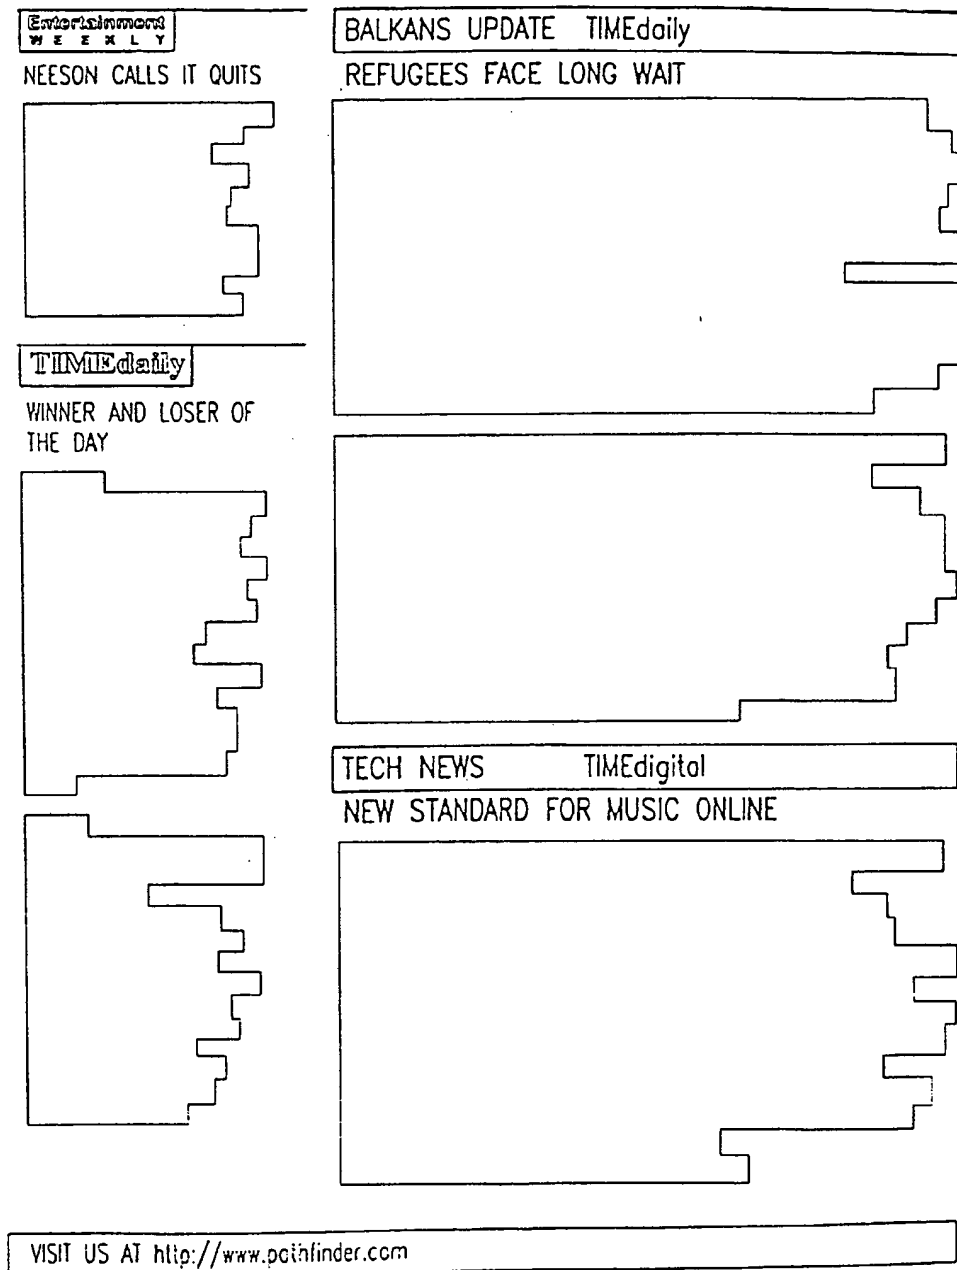 Entertainment
WEEKLY
NEESON CALLS IT QUITS
TIMEdaily
WINNER AND LOSER OF
THE DAY
BALKANS UPDATE TIMEdaily
REFUGEES FACE LONG WAIT
TECH NEWS TIMEdigital
NEW STANDARD FOR MUSIC ONLINE
VISIT US AT http://www.pathfinder.com